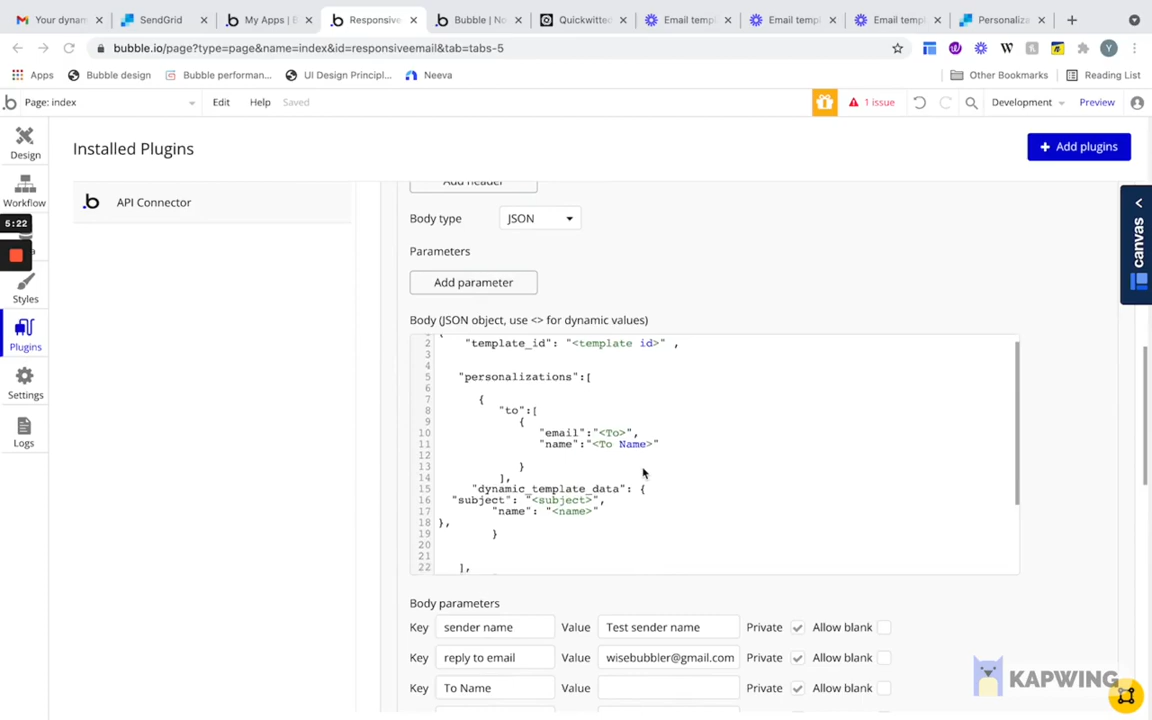 Your dynam
SendGrid
My Apps | B
Responsive
Bubble | No
Quickwitted
Email templ
Email templ
Email templ
Personaliza
bubble.io/page?type=page&name=index&id=responsiveemail&tab=tabs-5
Y
Apps
Bubble design
Bubble performan...
UI Design Principl...
Neeva
Other Bookmarks
Reading List
Page: index
Edit
Help
Saved
1 issue
Development
Preview
Design
Workflow
5:22
Styles
Plugins
Settings
Logs
Installed Plugins
+ Add plugins
API Connector
canvas
Add header
Body type
JSON
Parameters
Add parameter
Body (JSON object, use <> for dynamic values)
1 {
2 "template_id": "<template id>" ,
3
4
5 "personalizations":[
6
7 {
8 "to":[
9 {
10 "email":"<To>",
11 "name":"<To Name>"
12
13 }
14 ],
15 "dynamic_template_data": {
16 "subject": "<subject>",
17 "name": "<name>"
18 },
19 }
20
21
22 ],
Body parameters
Key sender name Value Test sender name Private Allow blank
Key reply to email Value wisebubbler@gmail.com Private Allow blank
Key To Name Value Private Allow blank
KAPWING